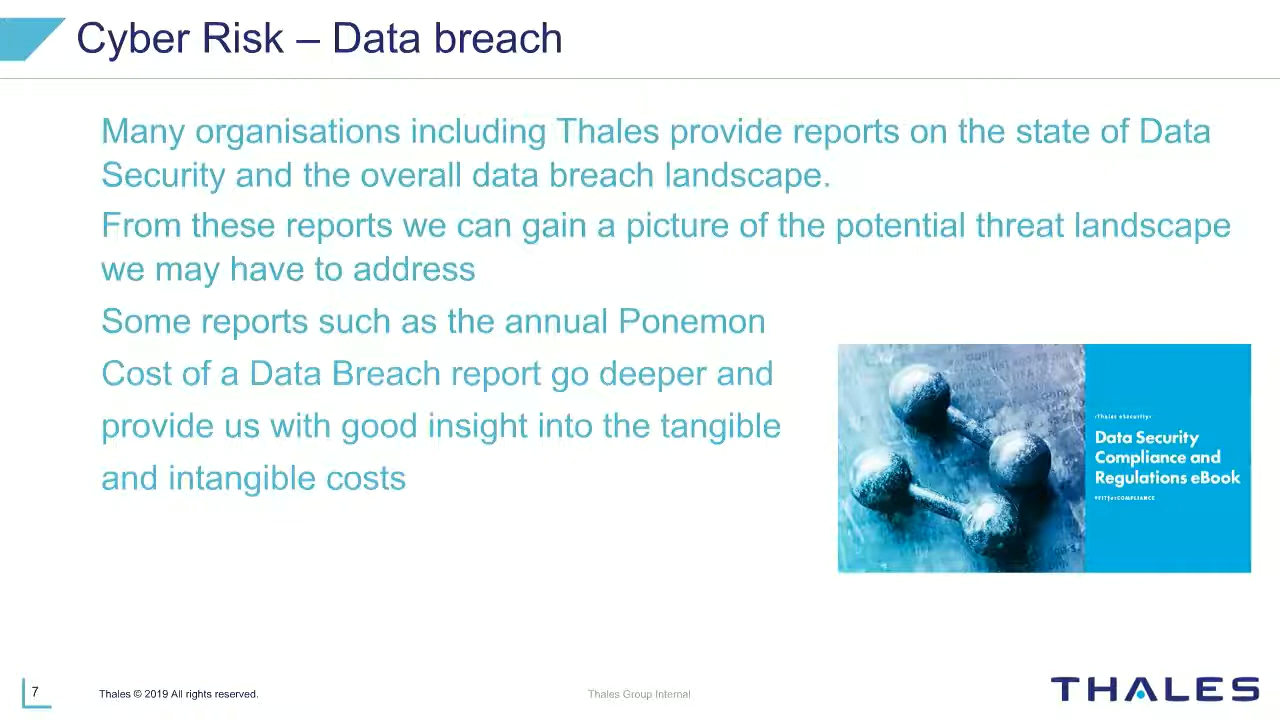 Cyber Risk – Data breach
Many organisations including Thales provide reports on the state of Data
Security and the overall data breach landscape.
From these reports we can gain a picture of the potential threat landscape
we may have to address
Some reports such as the annual Ponemon
Cost of a Data Breach report go deeper and
provide us with good insight into the tangible
and intangible costs
‹Thales eSecurity›
Data Security
Compliance and
Regulations eBook
#FITforCOMPLIANCE
7
Thales © 2019 All rights reserved.
Thales Group Internal
THALES